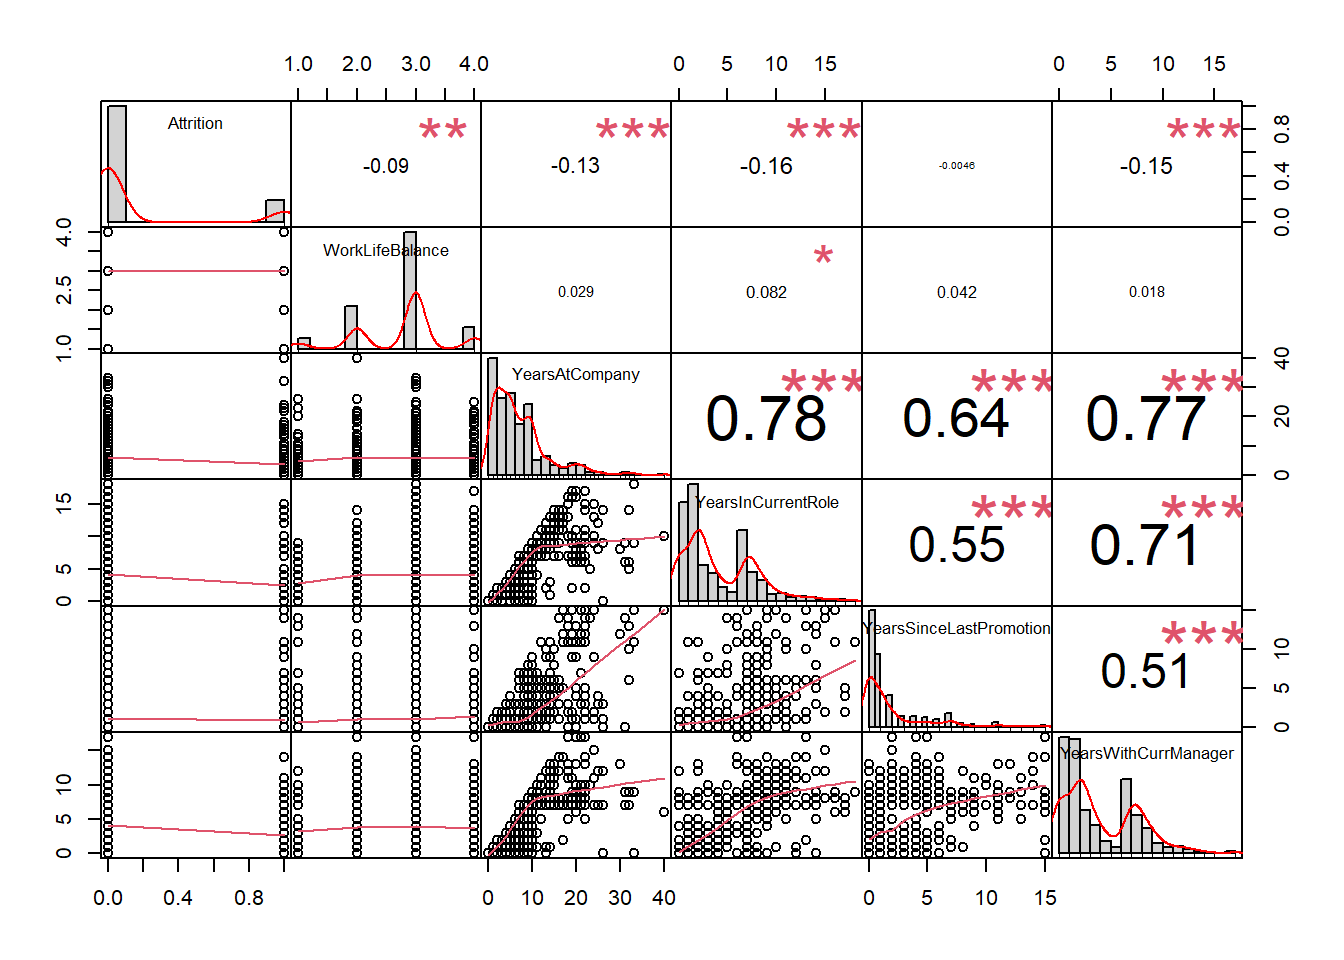 1.0 2.0 3.0 4.0 0 5 10 15 0 5 10 15
Attrition ** *** *** ***
-0.09 -0.13 -0.16 -0.0046 -0.15
0.0 0.4 0.8
WorkLifeBalance *
0.029 0.082 0.042 0.018
1.0 2.5 4.0
YearsAtCompany *** *** ***
0.78 0.64 0.77
0 20 40
YearsInCurrentRole *** ***
0.55 0.71
0 5 15
YearsSinceLastPromotion ***
0.51
0 5 10
YearsWithCurrManager
0 5 10
0.0 0.4 0.8 0 10 20 30 40 0 5 10 15